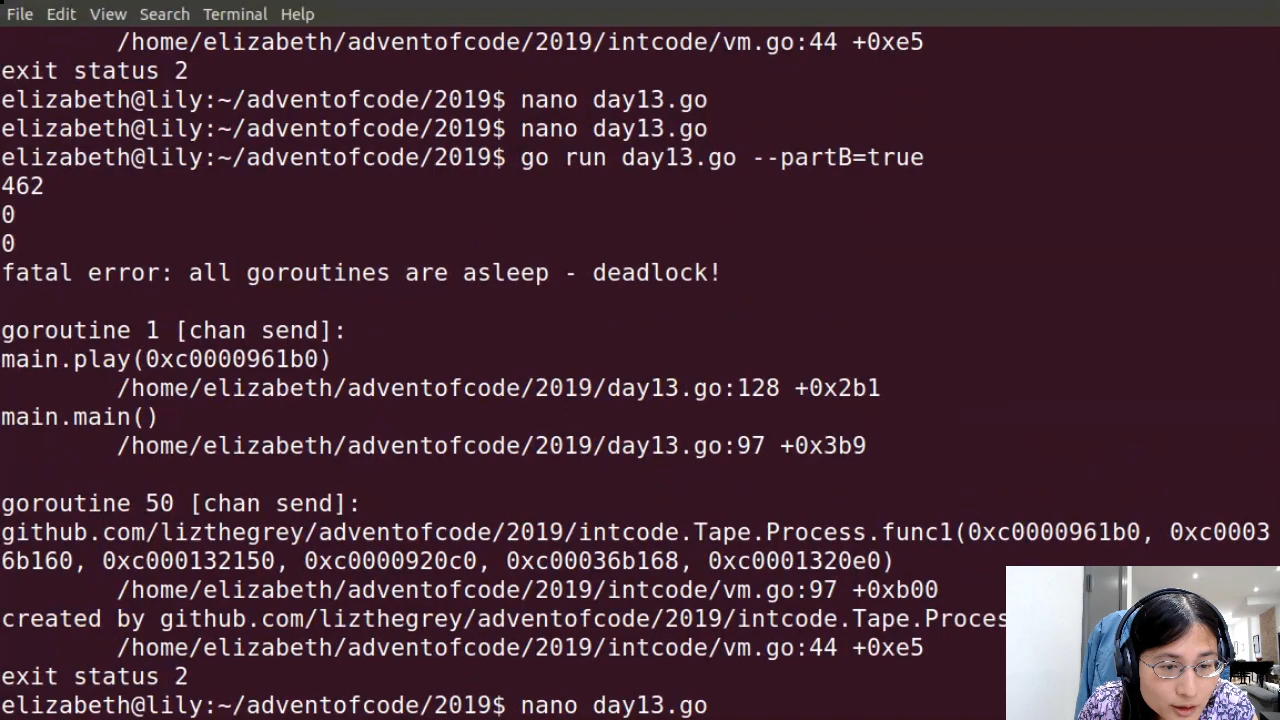 File Edit View Search Terminal Help
/home/elizabeth/adventofcode/2019/intcode/vm.go:44 +0xe5
exit status 2
elizabeth@lily:~/adventofcode/2019$ nano day13.go
elizabeth@lily:~/adventofcode/2019$ nano day13.go
elizabeth@lily:~/adventofcode/2019$ go run day13.go --partB=true
462
0
0
fatal error: all goroutines are asleep - deadlock!
goroutine 1 [chan send]:
main.play(0xc0000961b0)
/home/elizabeth/adventofcode/2019/day13.go:128 +0x2b1
main.main()
/home/elizabeth/adventofcode/2019/day13.go:97 +0x3b9
goroutine 50 [chan send]:
github.com/lizthegrey/adventofcode/2019/intcode.Tape.Process.func1(0xc0000961b0, 0xc0003
6b160, 0xc000132150, 0xc0000920c0, 0xc00036b168, 0xc0001320e0)
/home/elizabeth/adventofcode/2019/intcode/vm.go:97 +0xb00
created by github.com/lizthegrey/adventofcode/2019/intcode.Tape.Proces
/home/elizabeth/adventofcode/2019/intcode/vm.go:44 +0xe5
exit status 2
elizabeth@lily:~/adventofcode/2019$ nano day13.go